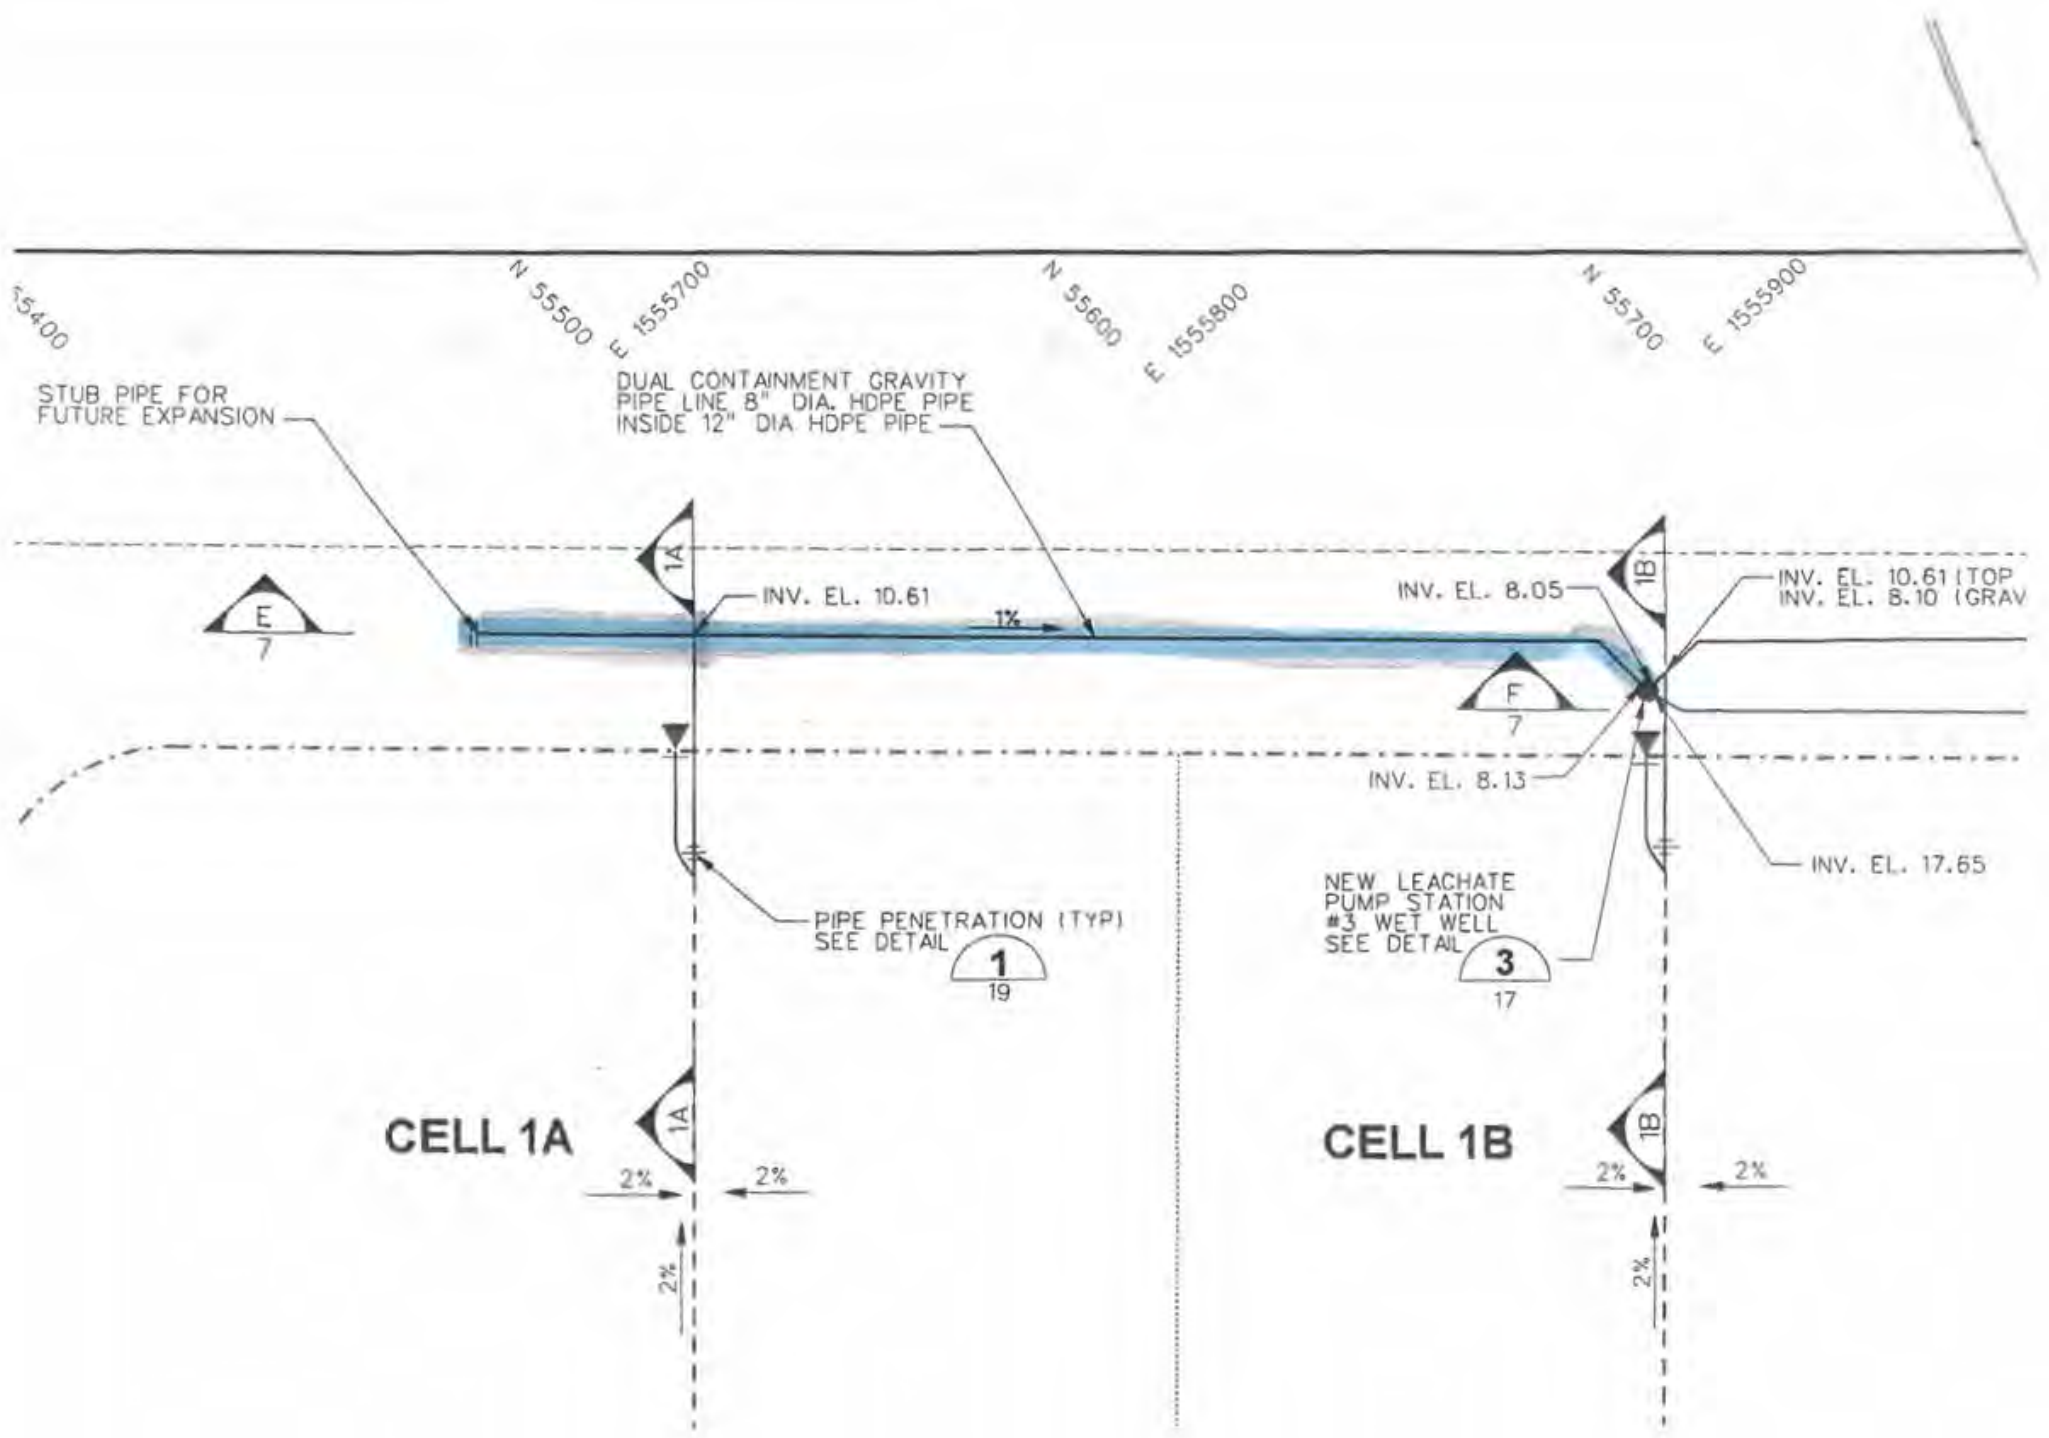 55400
N 55500
E 1555700
N 55600
E 1555800
N 55700
E 1555900
STUB PIPE FOR
FUTURE EXPANSION
DUAL CONTAINMENT GRAVITY
PIPE LINE 8" DIA. HDPE PIPE
INSIDE 12" DIA HDPE PIPE
1A
1B
E
7
INV. EL. 10.61
1%
INV. EL. 8.05
INV. EL. 10.61 (TOP
INV. EL. 8.10 (GRAV
F
7
INV. EL. 8.13
INV. EL. 17.65
PIPE PENETRATION (TYP)
SEE DETAIL
1
19
NEW LEACHATE
PUMP STATION
#3 WET WELL
SEE DETAIL
3
17
CELL 1A
1A
2%
2%
2%
CELL 1B
1B
2%
2%
2%